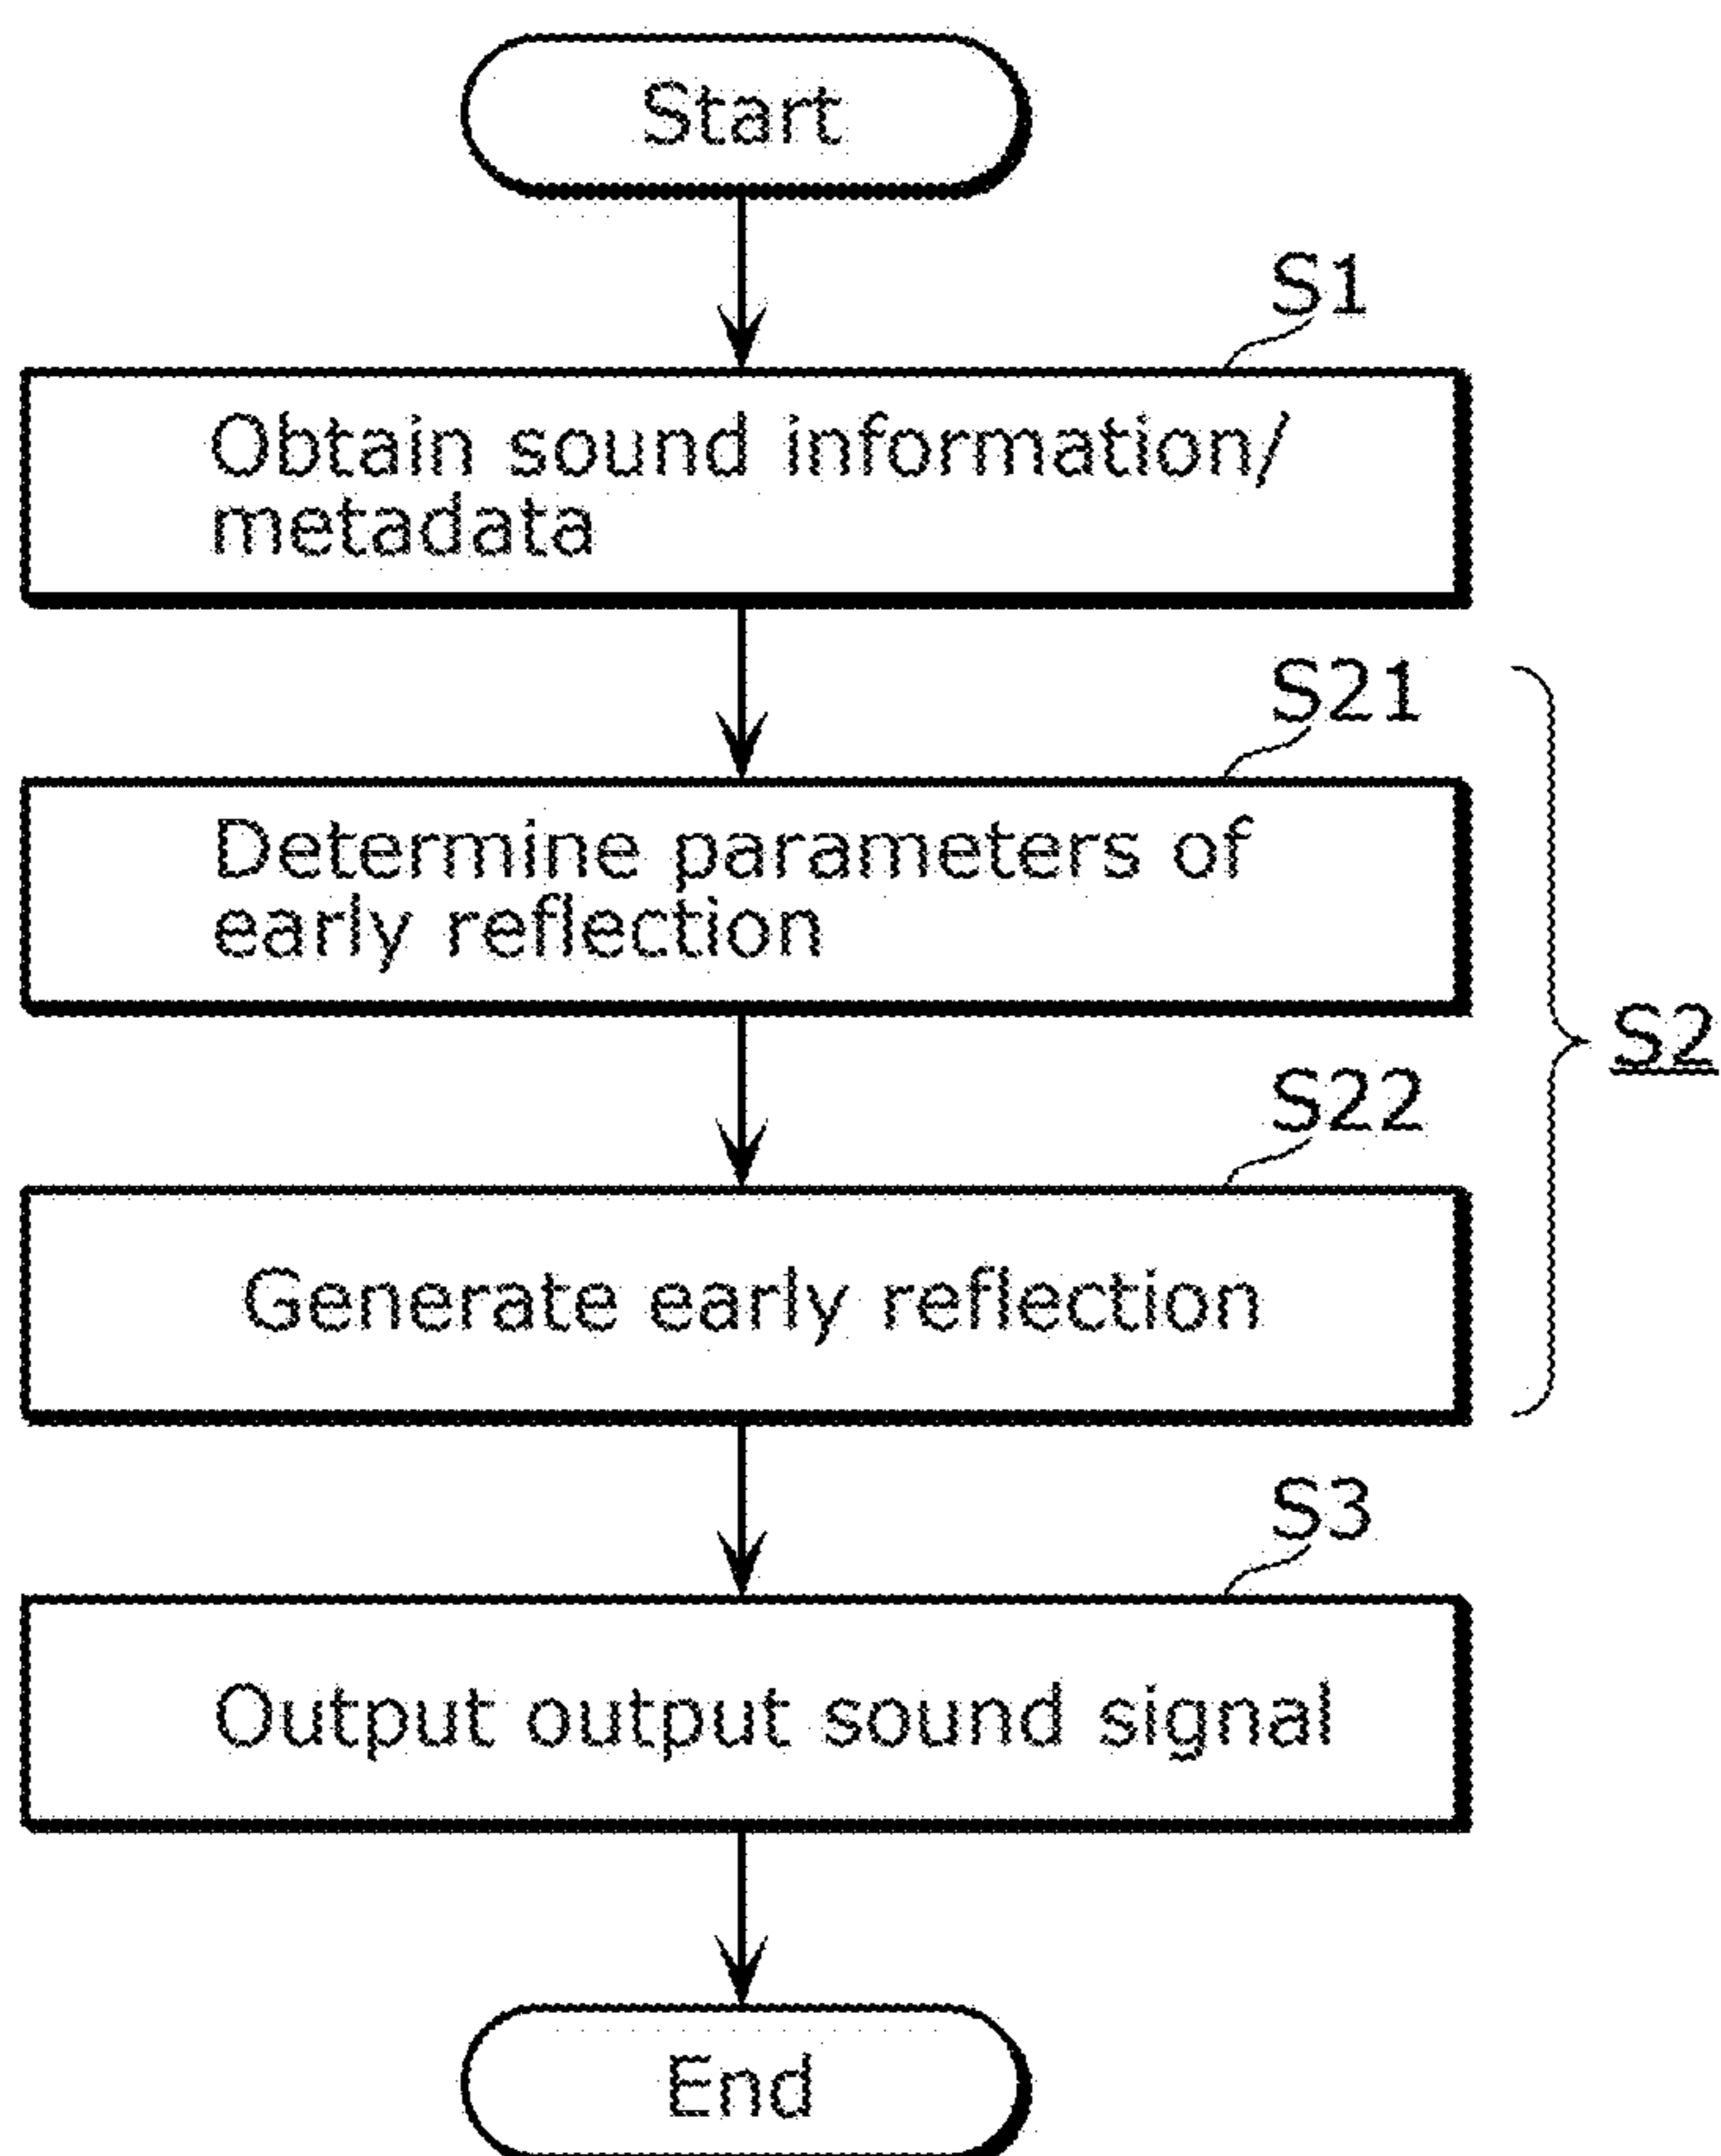 Start
S1
Obtain sound information/
metadata
S21
Determine parameters of
early reflection
S2
S22
Generate early reflection
S3
Output output sound signal
End